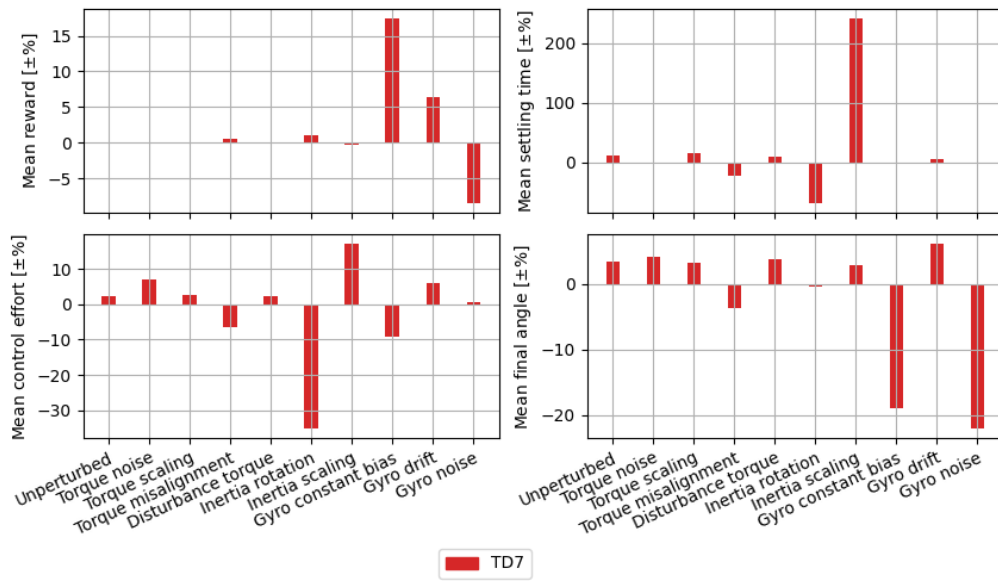 Mean reward [±%]
15
10
5
0
−5
Mean settling time [±%]
200
100
0
Mean control effort [±%]
10
0
−10
−20
−30
Mean final angle [±%]
0
−10
−20
Unperturbed
Torque noise
Torque scaling
Torque misalignment
Disturbance torque
Inertia rotation
Inertia scaling
Gyro constant bias
Gyro drift
Gyro noise
Unperturbed
Torque noise
Torque scaling
Torque misalignment
Disturbance torque
Inertia rotation
Inertia scaling
Gyro constant bias
Gyro drift
Gyro noise
TD7